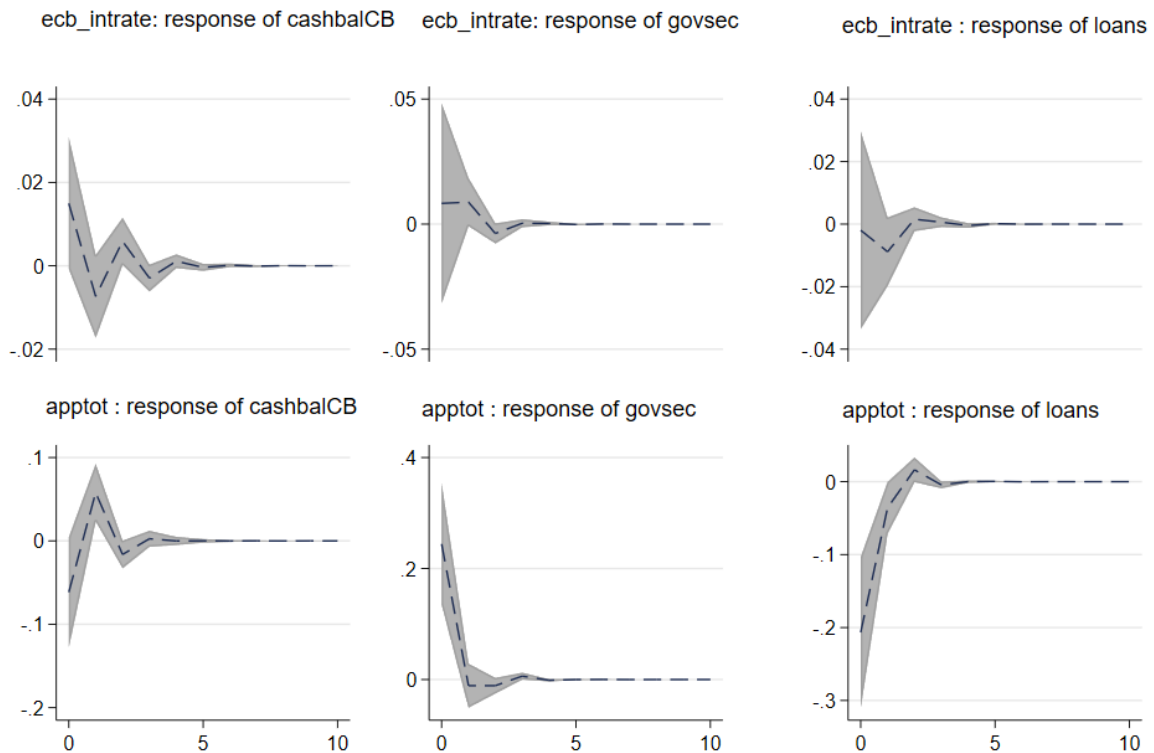 ecb_intrate: response of cashbalCB
ecb_intrate: response of govsec
ecb_intrate : response of loans
.04
.02
0
-.02
.05
0
-.05
.04
.02
0
-.02
-.04
apptot : response of cashbalCB
apptot : response of govsec
apptot : response of loans
.1
0
-.1
-.2
0 5 10
.4
.2
0
0 5 10
0
-.1
-.2
-.3
0 5 10